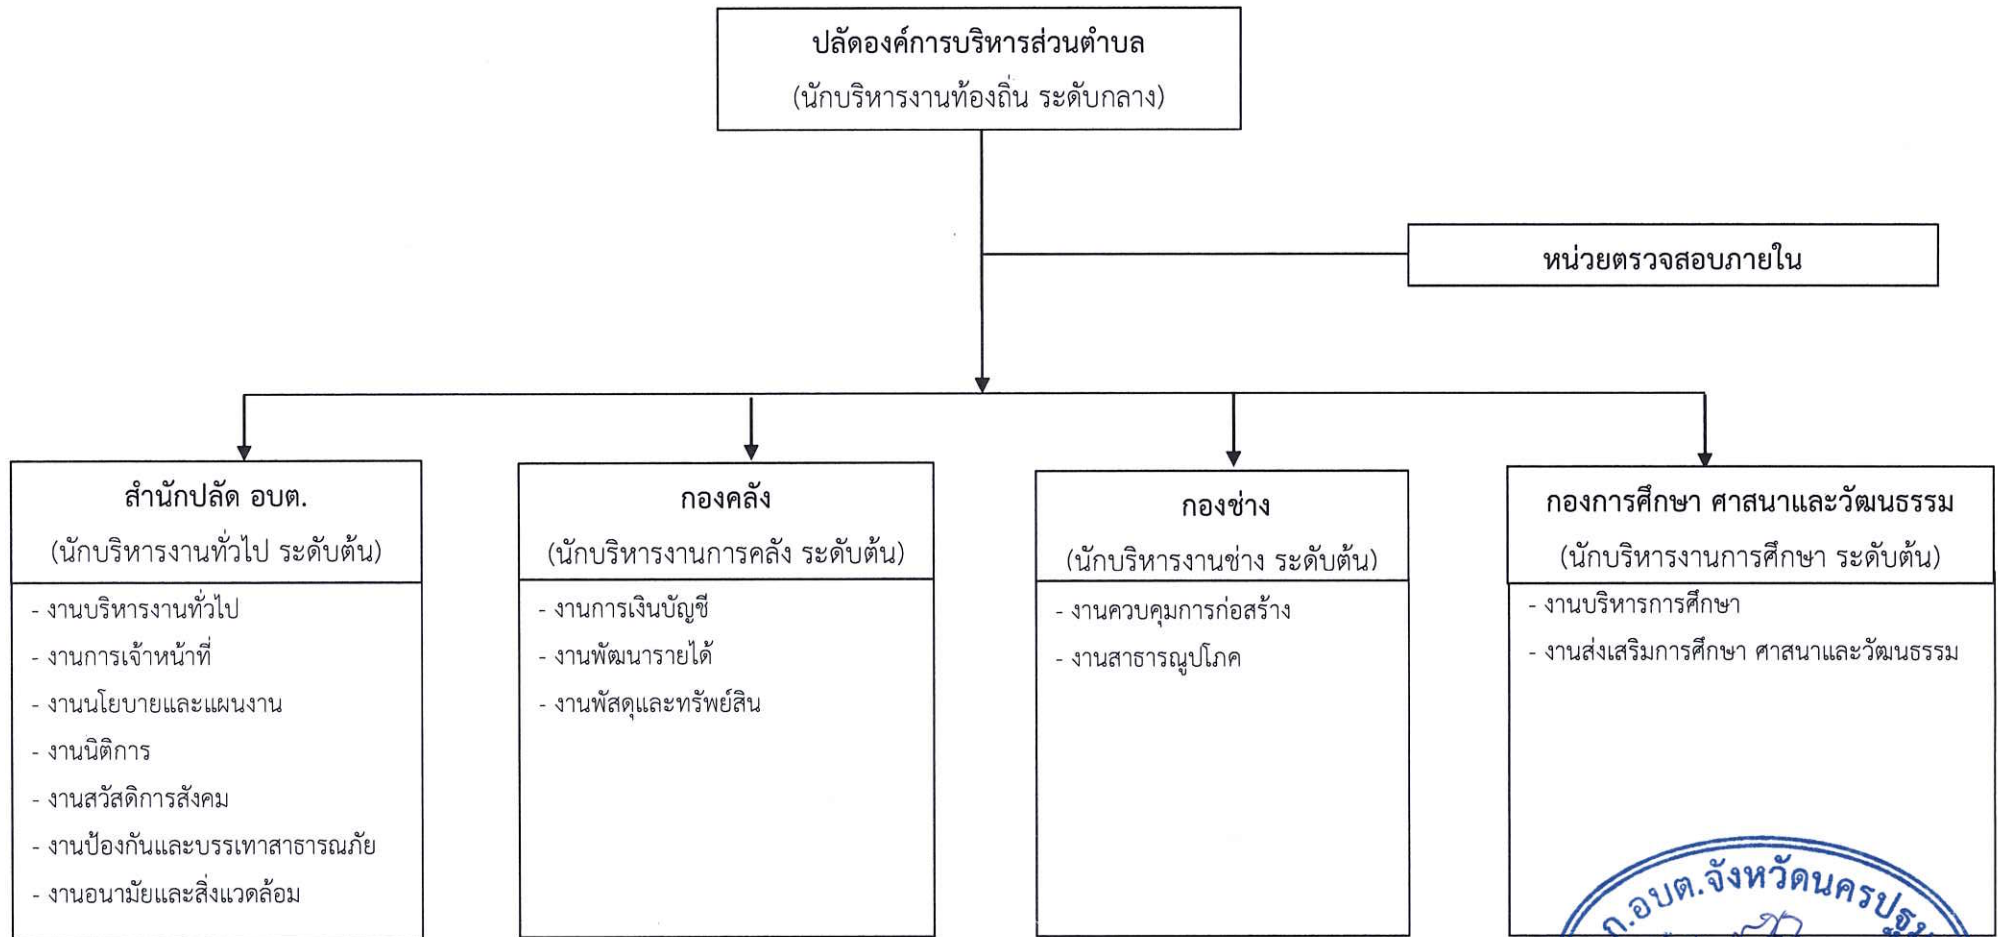 ปลัดองค์การบริหารส่วนตำบล
(นักบริหารงานท้องถิ่น ระดับกลาง)
หน่วยตรวจสอบภายใน
สำนักปลัด อบต.
(นักบริหารงานทั่วไป ระดับต้น)
- งานบริหารงานทั่วไป
- งานการเจ้าหน้าที่
- งานนโยบายและแผนงาน
- งานนิติการ
- งานสวัสดิการสังคม
- งานป้องกันและบรรเทาสาธารณภัย
- งานอนามัยและสิ่งแวดล้อม
กองคลัง
(นักบริหารงานการคลัง ระดับต้น)
- งานการเงินบัญชี
- งานพัฒนารายได้
- งานพัสดุและทรัพย์สิน
กองช่าง
(นักบริหารงานช่าง ระดับต้น)
- งานควบคุมการก่อสร้าง
- งานสาธารณูปโภค
กองการศึกษา ศาสนาและวัฒนธรรม
(นักบริหารงานการศึกษา ระดับต้น)
- งานบริหารการศึกษา
- งานส่งเสริมการศึกษา ศาสนาและวัฒนธรรม
ก.อบต.จังหวัดนครปฐม